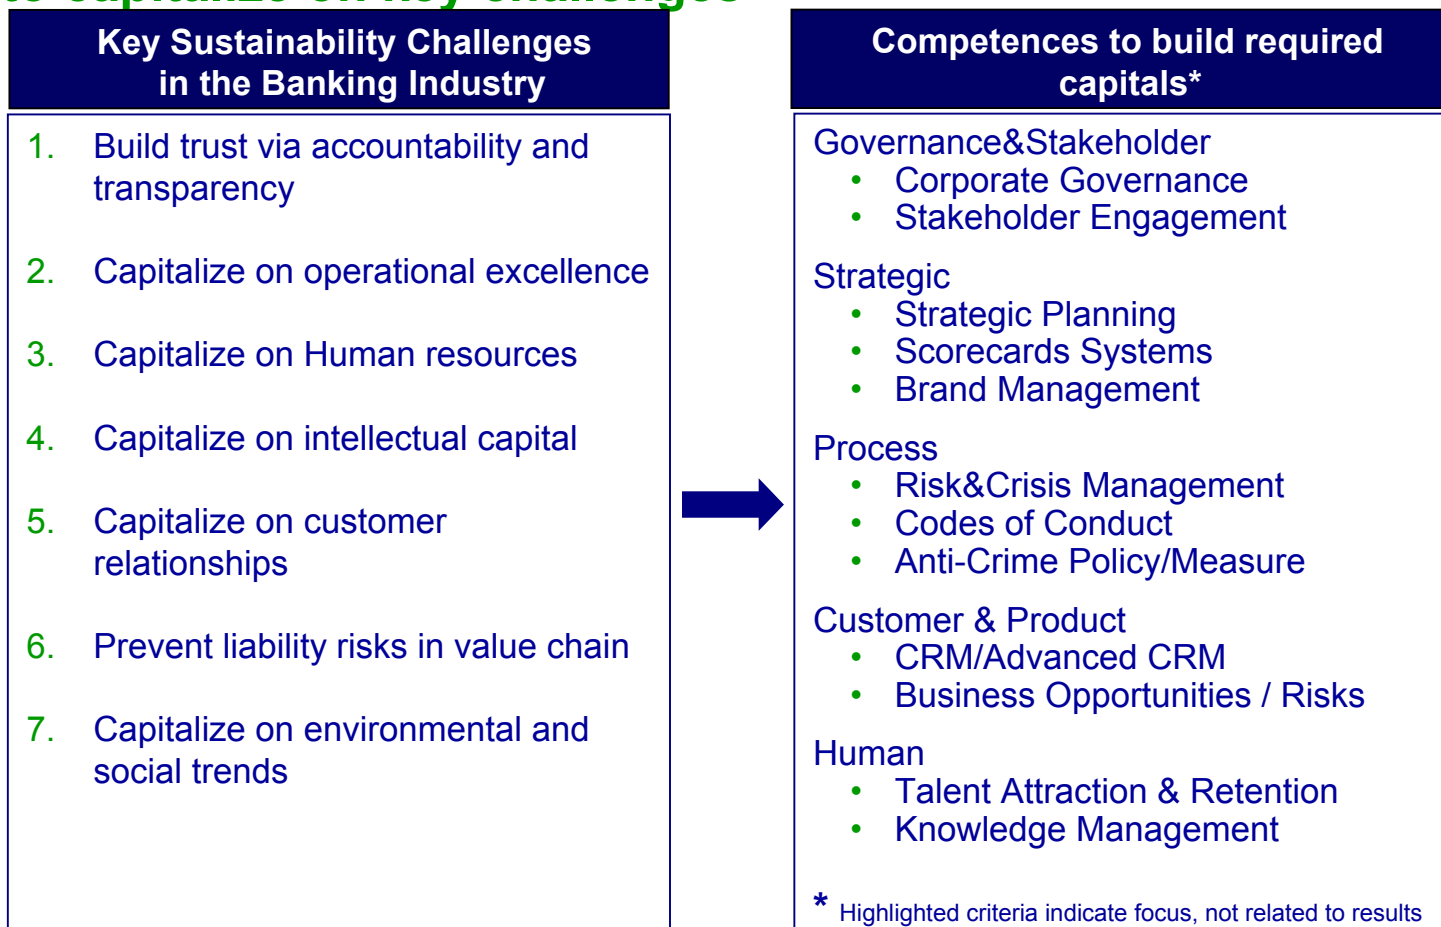 to capitalize on key challenges
Key Sustainability Challenges
in the Banking Industry
1. Build trust via accountability and
transparency
2. Capitalize on operational excellence
3. Capitalize on Human resources
4. Capitalize on intellectual capital
5. Capitalize on customer
relationships
6. Prevent liability risks in value chain
7. Capitalize on environmental and
social trends
Competences to build required
capitals*
Governance&Stakeholder
• Corporate Governance
• Stakeholder Engagement
Strategic
• Strategic Planning
• Scorecards Systems
• Brand Management
Process
• Risk&Crisis Management
• Codes of Conduct
• Anti-Crime Policy/Measure
Customer & Product
• CRM/Advanced CRM
• Business Opportunities / Risks
Human
• Talent Attraction & Retention
• Knowledge Management
* Highlighted criteria indicate focus, not related to results